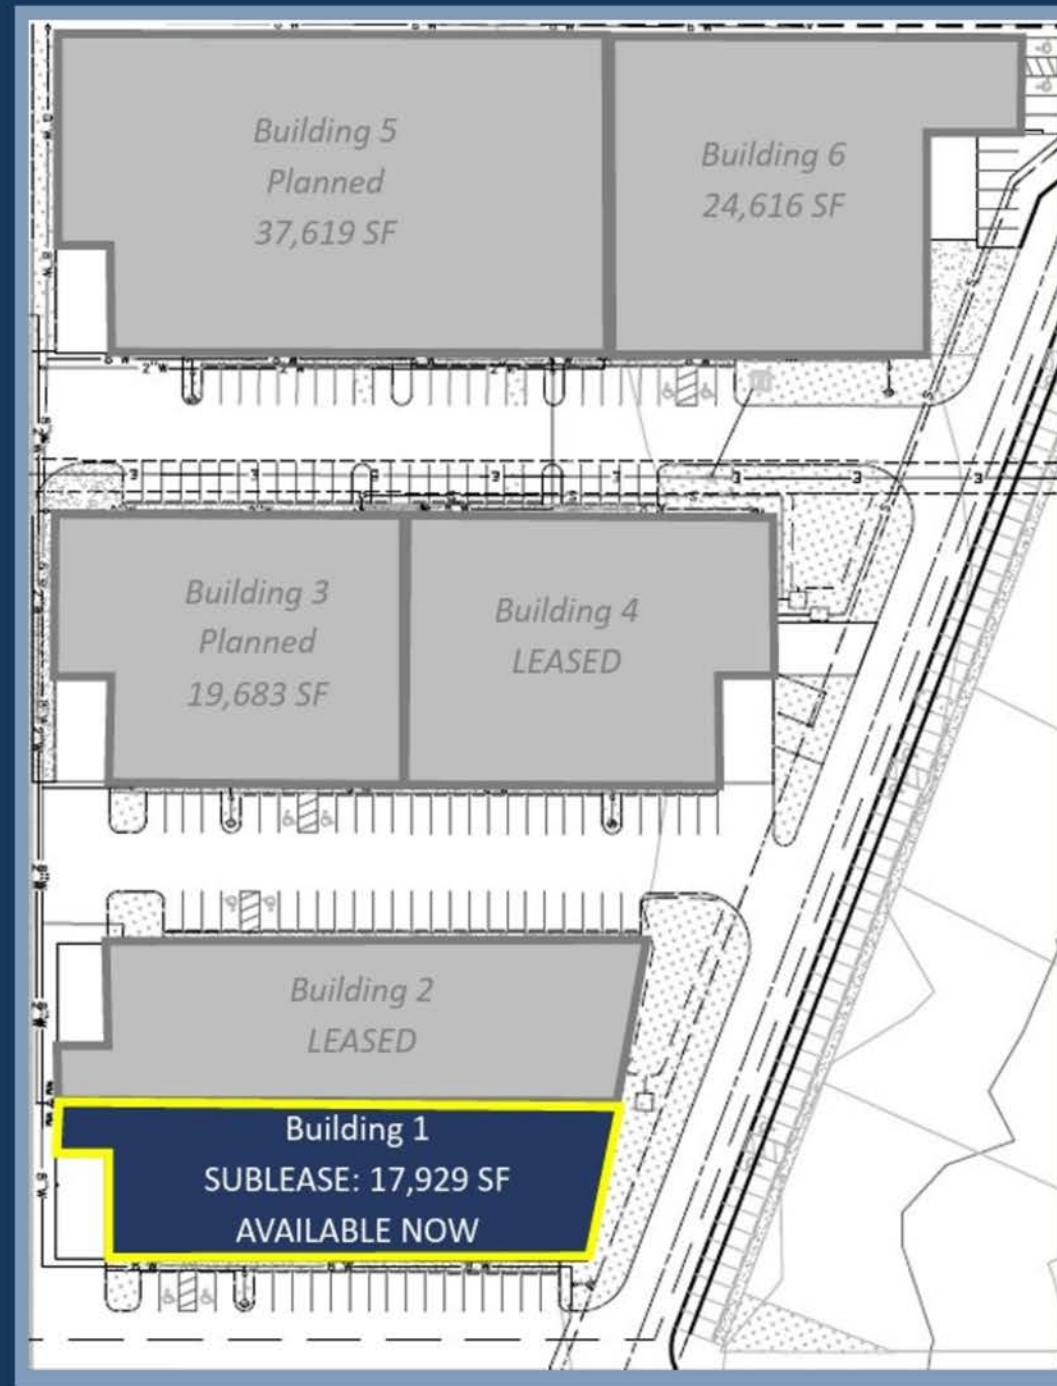 Building 5
Planned
37,619 SF
Building 6
24,616 SF
Building 3
Planned
19,683 SF
Building 4
LEASED
Building 2
LEASED
Building 1
SUBLEASE: 17,929 SF
AVAILABLE NOW